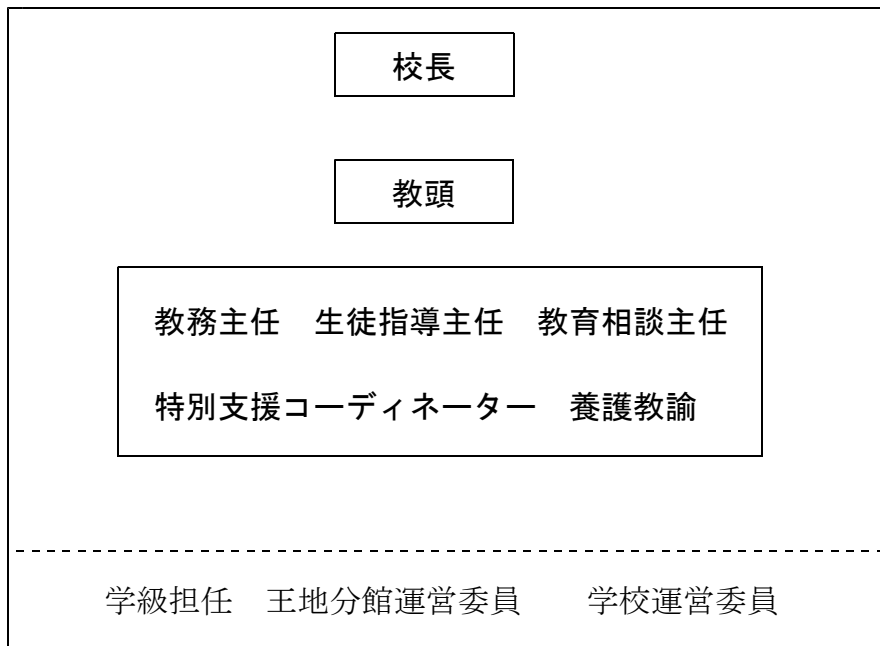 校長
教頭
教務主任　生徒指導主任　教育相談主任
特別支援コーディネーター　養護教諭
学級担任　王地分館運営委員　　学校運営委員